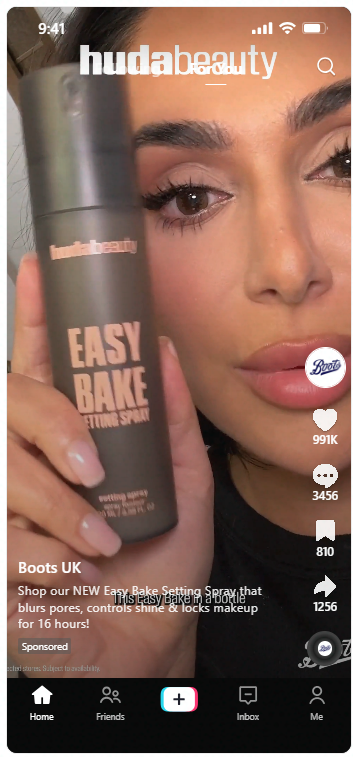 9:41
hudabeauty
For You
hudabeauty
EASY
BAKE
SETTING SPRAY
setting spray
Boots
991K
3456
810
1256
Boots UK
Shop our NEW Easy Bake Setting Spray that
blurs pores, controls shine & locks makeup
for 16 hours!
This Easy Bake in a bottle
Sponsored
Boots
Subject to availability
Home
Friends
Inbox
Me